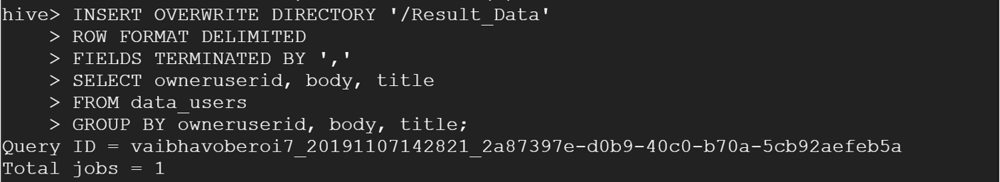 hive> INSERT OVERWRITE DIRECTORY '/Result_Data'
    > ROW FORMAT DELIMITED
    > FIELDS TERMINATED BY ','
    > SELECT owneruserid, body, title
    > FROM data_users
    > GROUP BY owneruserid, body, title;
Query ID = vaibhavoberoi7_20191107142821_2a87397e-d0b9-40c0-b70a-5cb92aefeb5a
Total jobs = 1